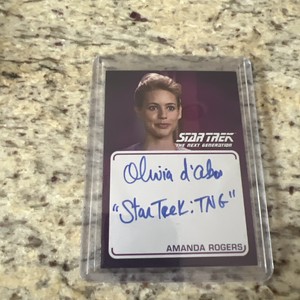 STAR TREK
THE NEXT GENERATION
Olivia d'Abo
"Star Trek: TNG"
AMANDA ROGERS